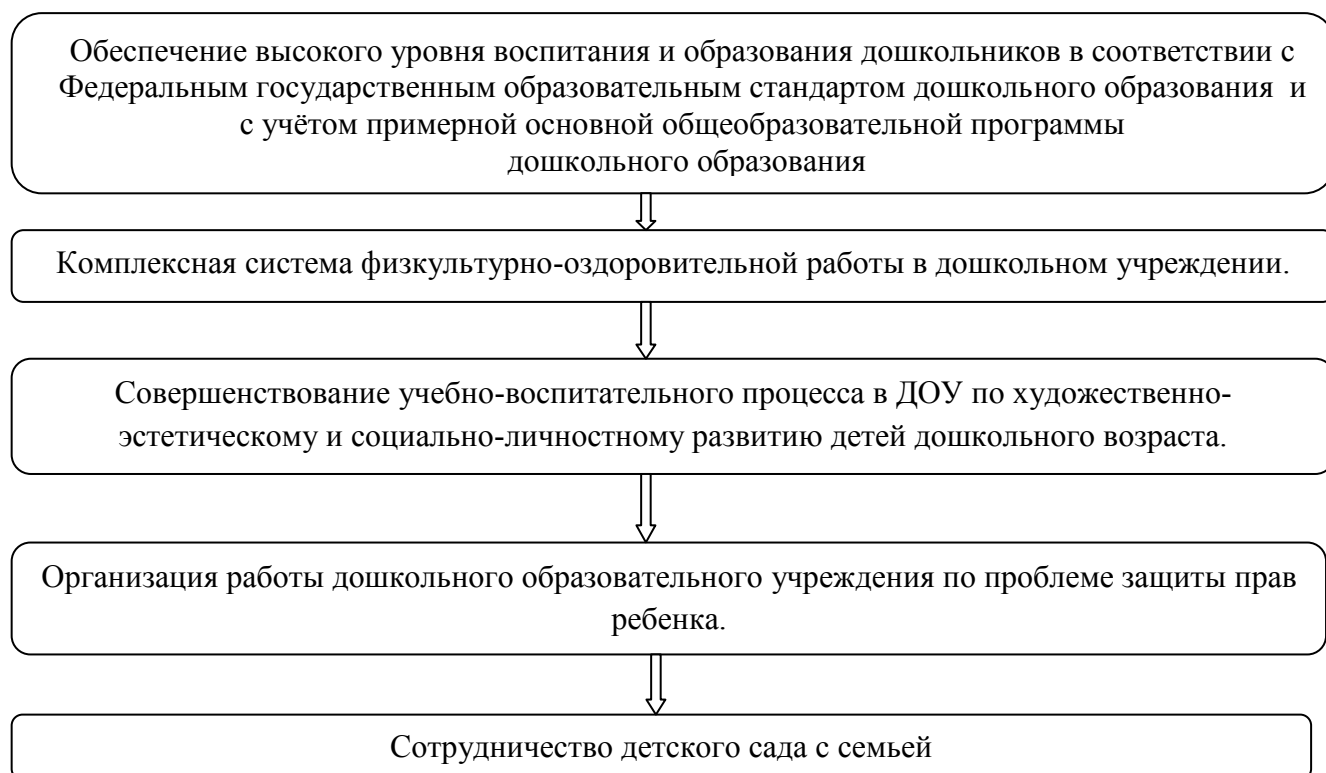 Обеспечение высокого уровня воспитания и образования дошкольников в соответствии с
Федеральным государственным образовательным стандартом дошкольного образования и
с учётом примерной основной общеобразовательной программы
дошкольного образования
Комплексная система физкультурно-оздоровительной работы в дошкольном учреждении.
Совершенствование учебно-воспитательного процесса в ДОУ по художественно-
эстетическому и социально-личностному развитию детей дошкольного возраста.
Организация работы дошкольного образовательного учреждения по проблеме защиты прав
ребенка.
Сотрудничество детского сада с семьей